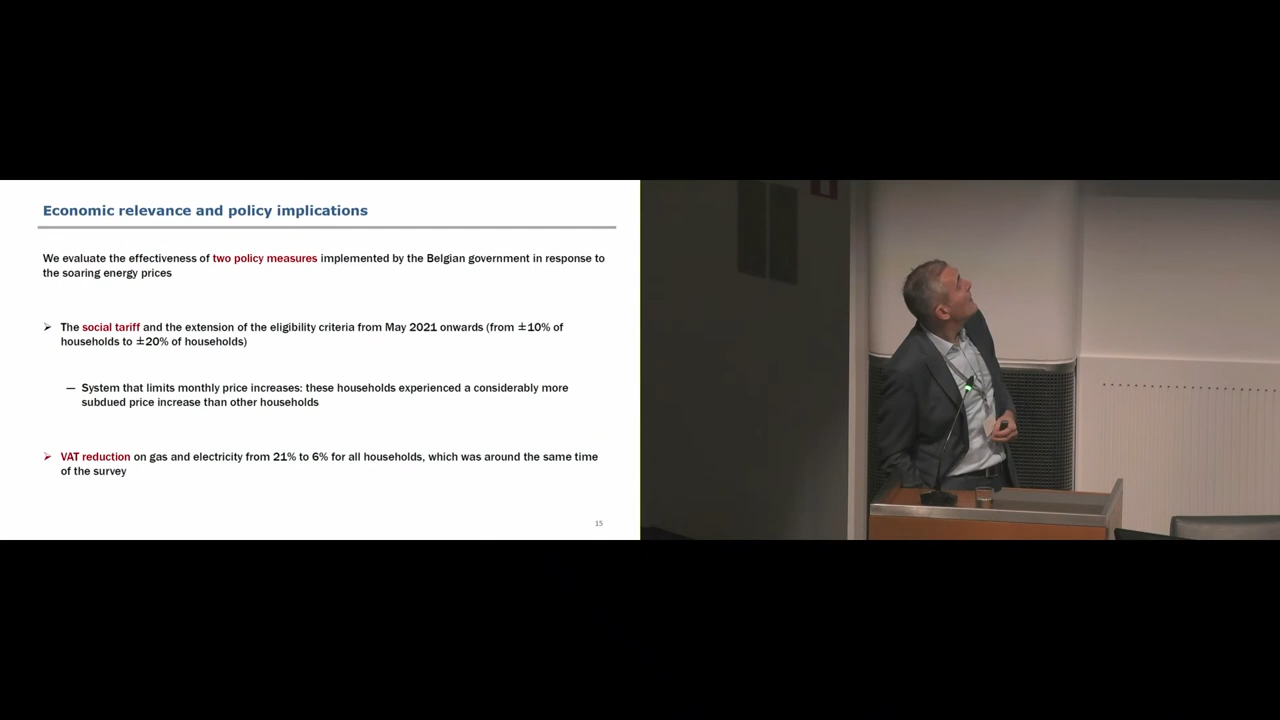 Economic relevance and policy implications
We evaluate the effectiveness of two policy measures implemented by the Belgian government in response to
the soaring energy prices
➢ The social tariff and the extension of the eligibility criteria from May 2021 onwards (from ±10% of
households to ±20% of households)
— System that limits monthly price increases: these households experienced a considerably more
subdued price increase than other households
➢ VAT reduction on gas and electricity from 21% to 6% for all households, which was around the same time
of the survey
15